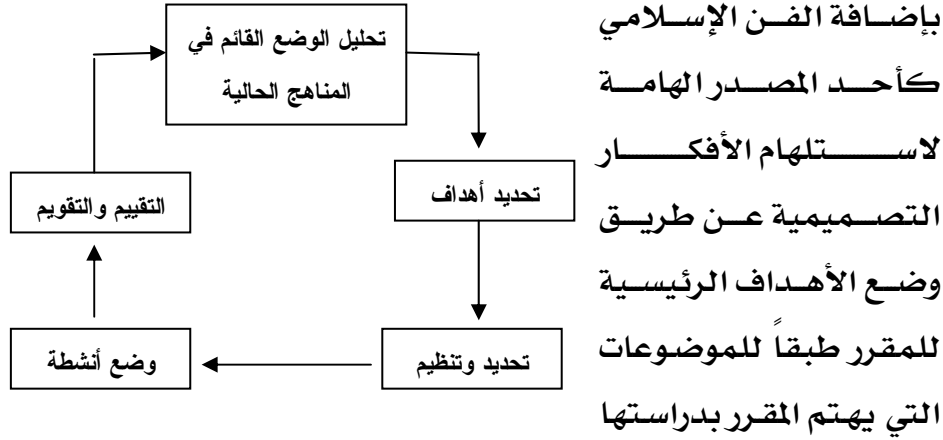 بإضافة الفن الإسلامي
كأحد المصدر الهامة
لاستلهام الأفكار
التصميمية عن طريق
وضع الأهداف الرئيسية
للمقرر طبقاً للموضوعات
التي يهتم المقرر بدراستها
تحليل الوضع القائم في
المناهج الحالية
تحديد أهداف
تحديد وتنظيم
وضع أنشطة
التقييم والتقويم